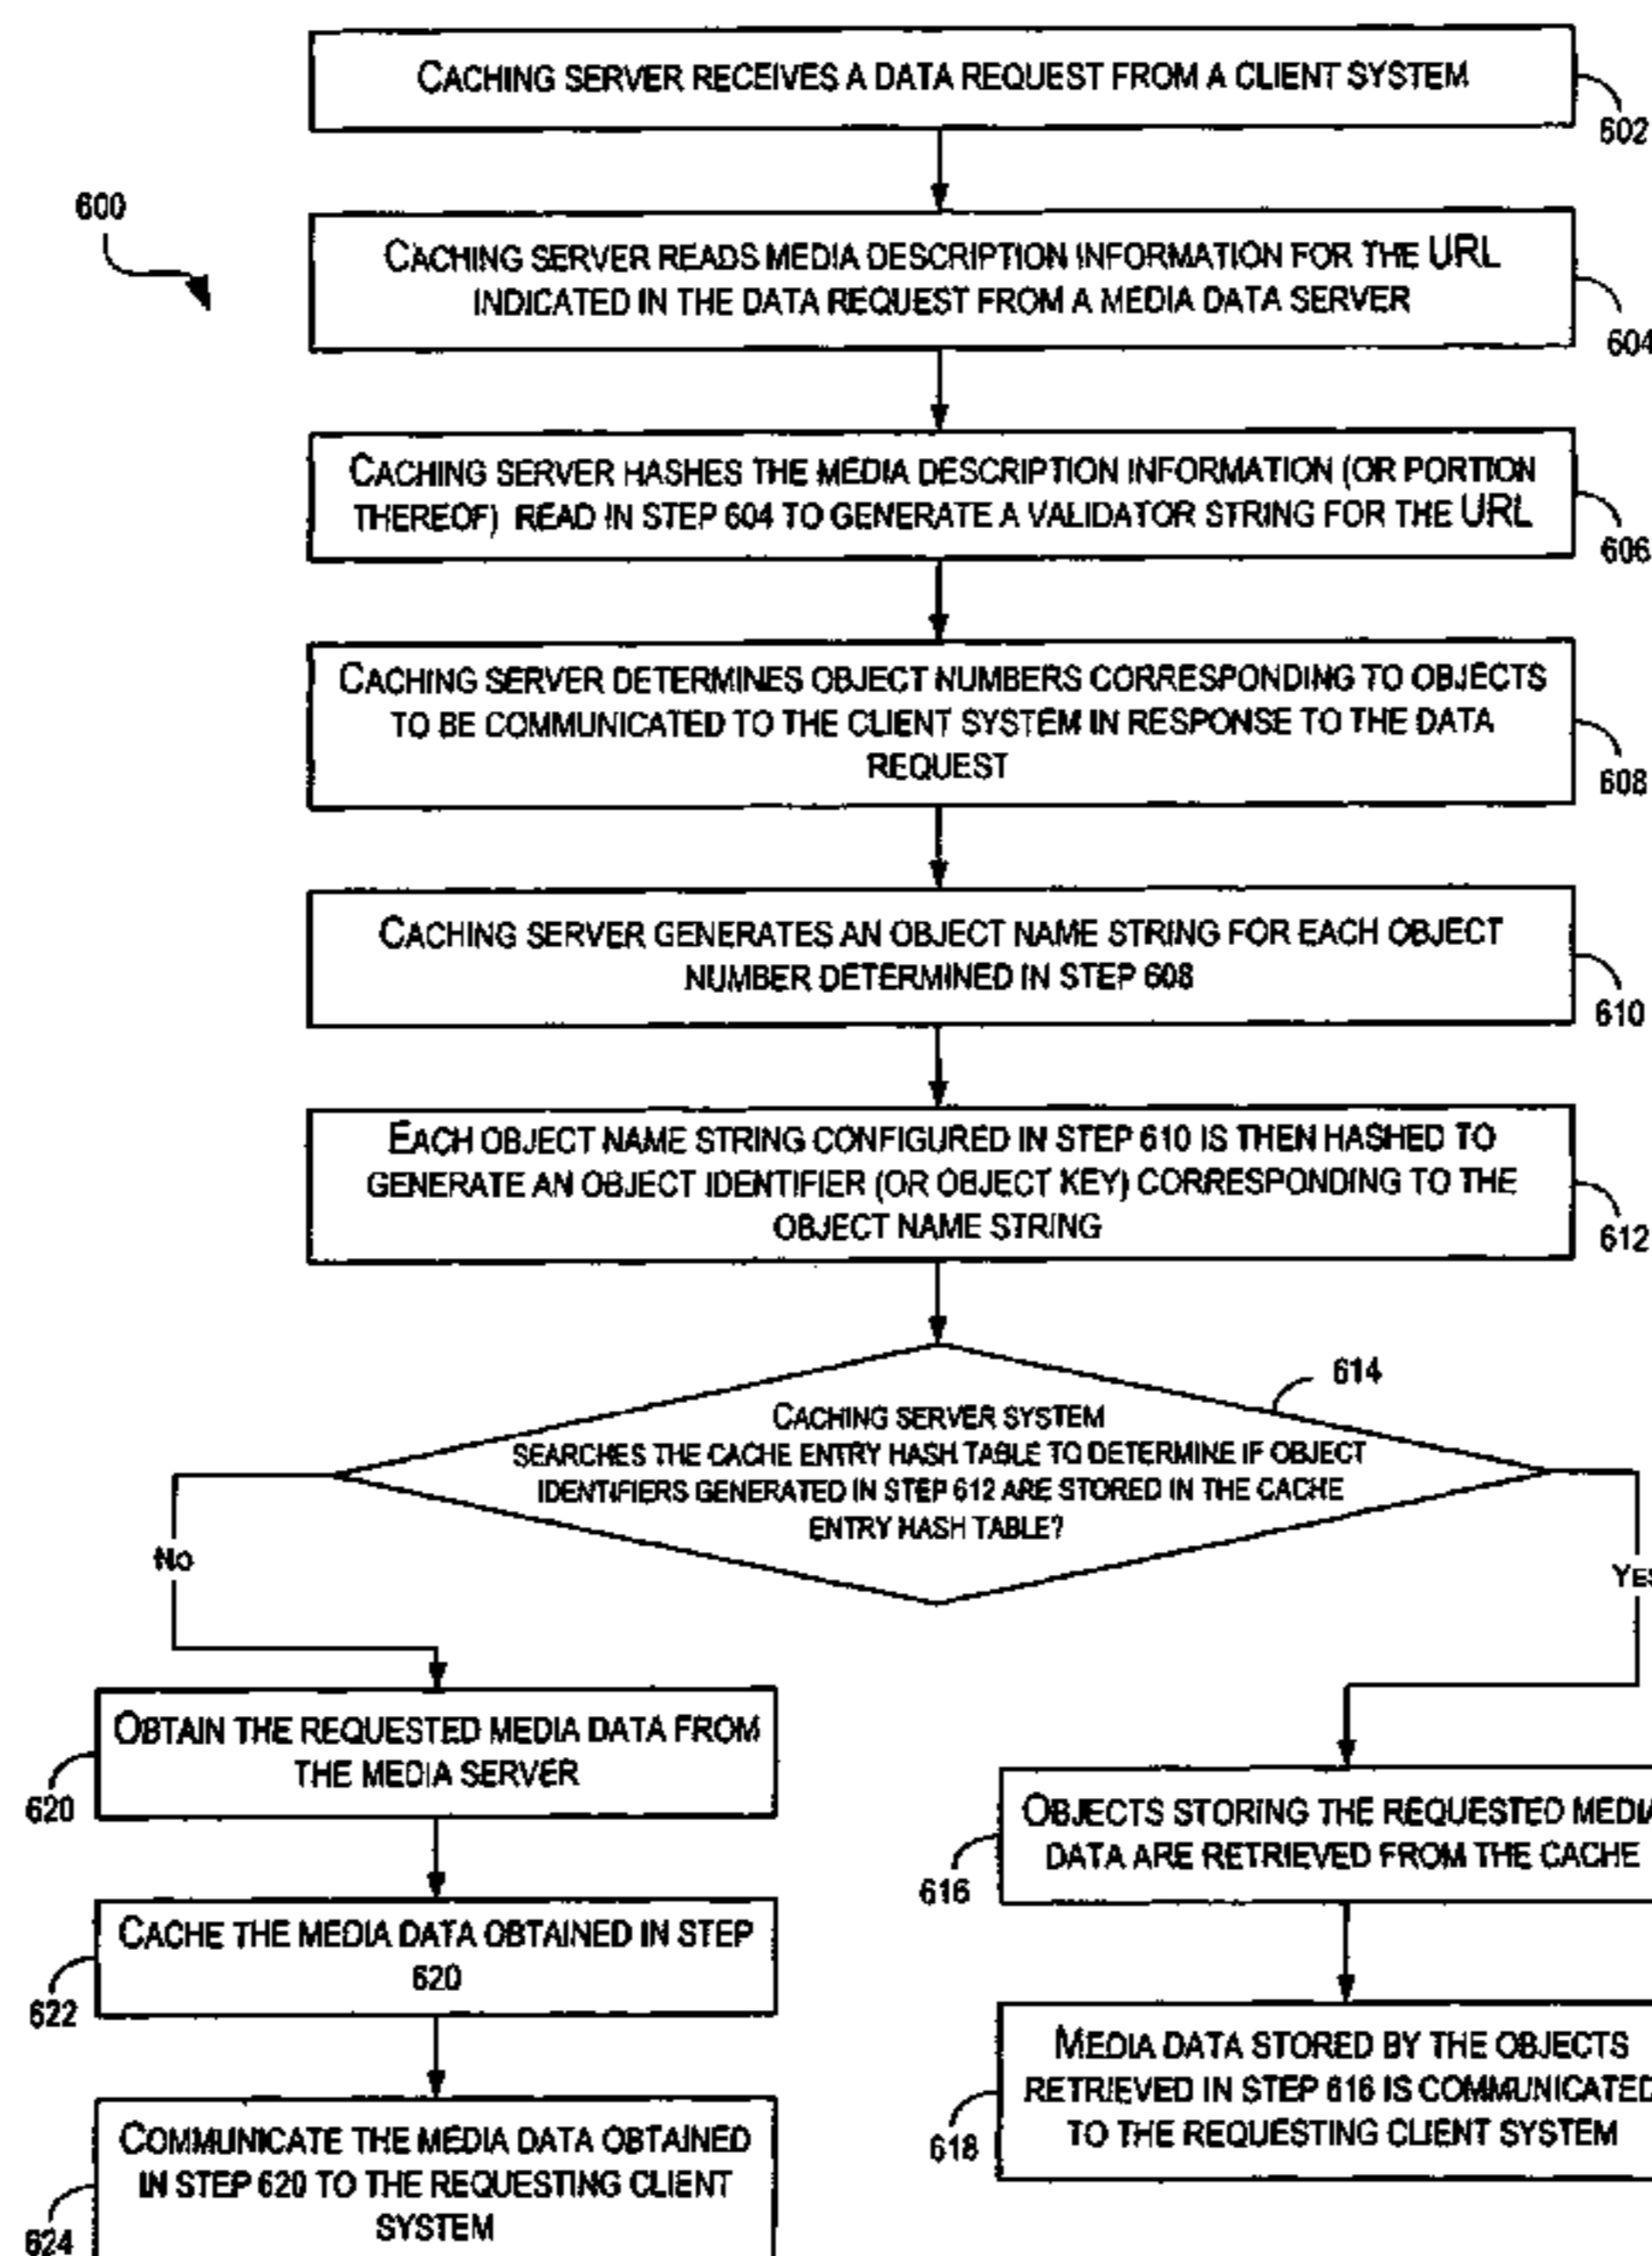 CACHING SERVER RECEIVES A DATA REQUEST FROM A CLIENT SYSTEM
602
600
CACHING SERVER READS MEDIA DESCRIPTION INFORMATION FOR THE URL
INDICATED IN THE DATA REQUEST FROM A MEDIA DATA SERVER
604
CACHING SERVER HASHES THE MEDIA DESCRIPTION INFORMATION (OR PORTION
THEREOF) READ IN STEP 604 TO GENERATE A VALIDATOR STRING FOR THE URL
606
CACHING SERVER DETERMINES OBJECT NUMBERS CORRESPONDING TO OBJECTS
TO BE COMMUNICATED TO THE CLIENT SYSTEM IN RESPONSE TO THE DATA
REQUEST
608
CACHING SERVER GENERATES AN OBJECT NAME STRING FOR EACH OBJECT
NUMBER DETERMINED IN STEP 608
610
EACH OBJECT NAME STRING CONFIGURED IN STEP 610 IS THEN HASHED TO
GENERATE AN OBJECT IDENTIFIER (OR OBJECT KEY) CORRESPONDING TO THE
OBJECT NAME STRING
612
614
CACHING SERVER SYSTEM
SEARCHES THE CACHE ENTRY HASH TABLE TO DETERMINE IF OBJECT
IDENTIFIERS GENERATED IN STEP 612 ARE STORED IN THE CACHE
ENTRY HASH TABLE?
NO
YES
OBTAIN THE REQUESTED MEDIA DATA FROM
THE MEDIA SERVER
620
CACHE THE MEDIA DATA OBTAINED IN STEP
620
622
COMMUNICATE THE MEDIA DATA OBTAINED
IN STEP 620 TO THE REQUESTING CLIENT
SYSTEM
624
OBJECTS STORING THE REQUESTED MEDIA
DATA ARE RETRIEVED FROM THE CACHE
616
MEDIA DATA STORED BY THE OBJECTS
RETRIEVED IN STEP 616 IS COMMUNICATED
TO THE REQUESTING CLIENT SYSTEM
618